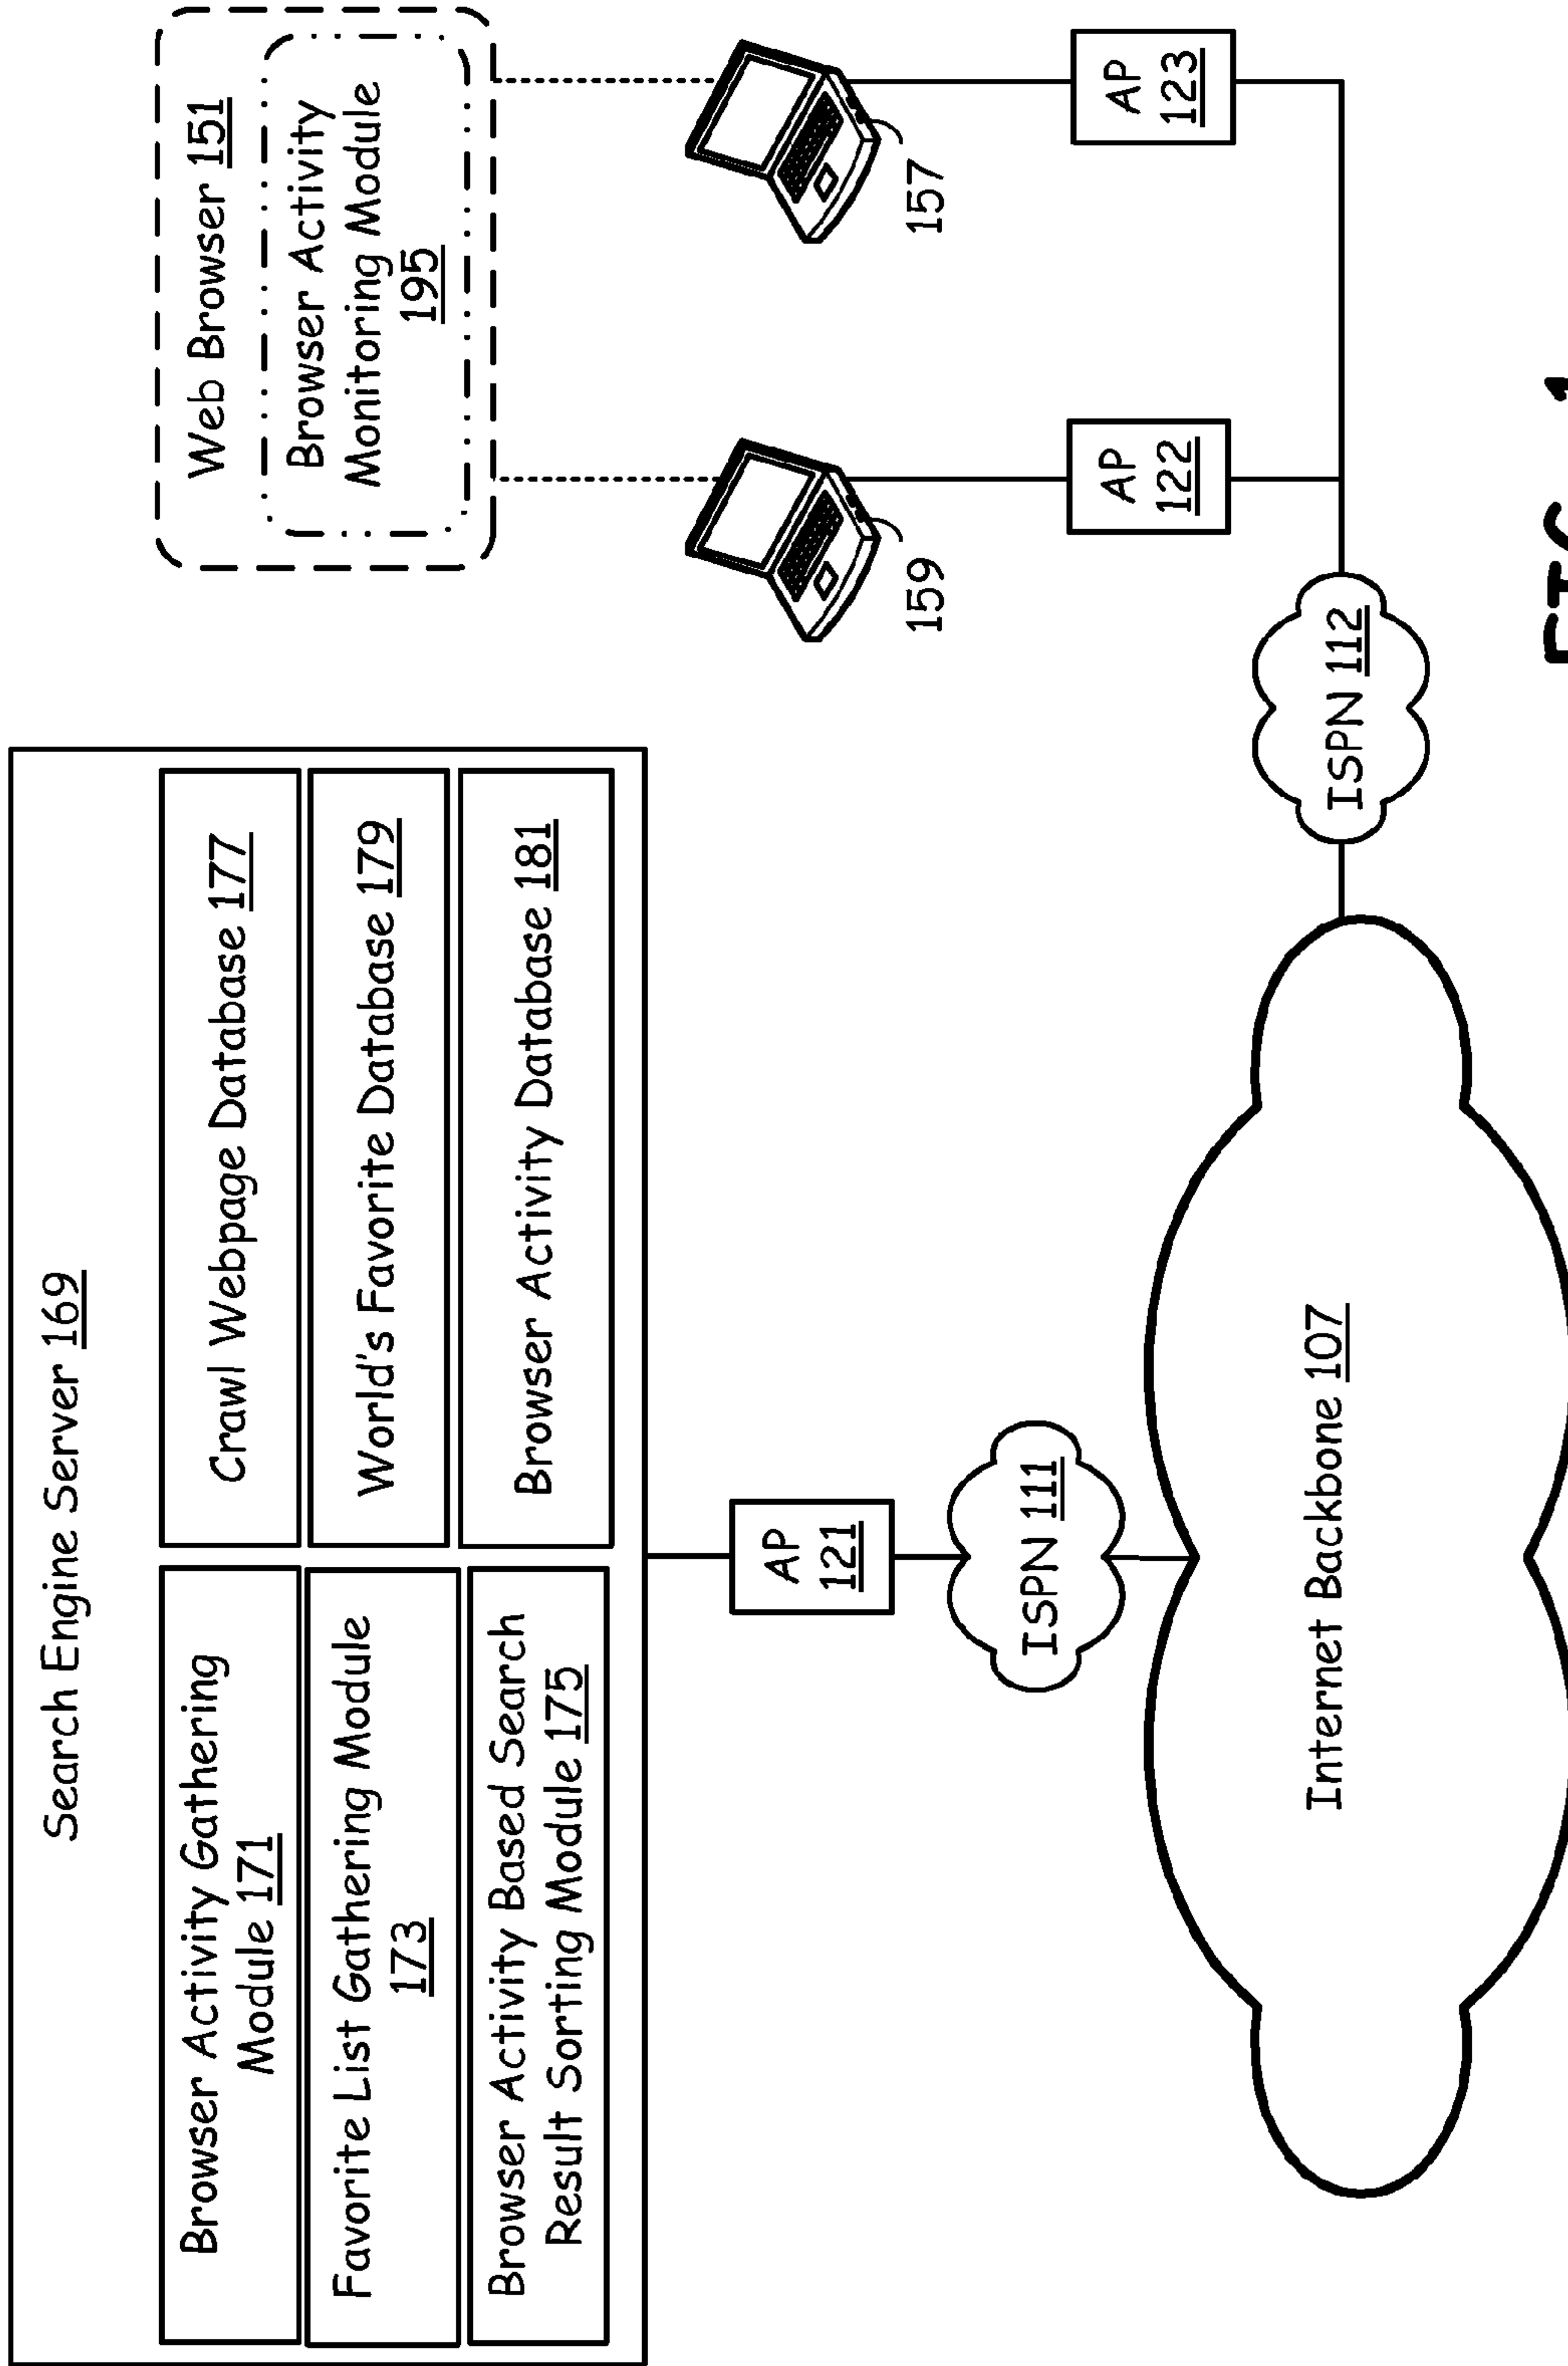 Search Engine Server 169
Browser Activity Gathering
Module 171
Favorite List Gathering Module
173
Browser Activity Based Search
Result Sorting Module 175
Crawl Webpage Database 177
World's Favorite Database 179
Browser Activity Database 181
Web Browser 151
Browser Activity
Monitoring Module
195
159
157
AP
121
AP
122
AP
123
ISPN 111
ISPN 112
Internet Backbone 107